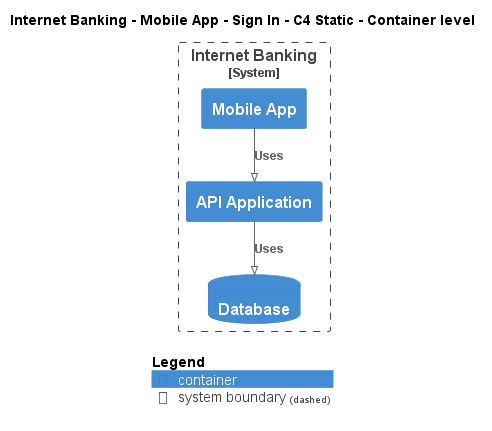 Internet Banking - Mobile App - Sign In - C4 Static - Container level
Internet Banking
[System]
Mobile App
Uses
API Application
Uses
Database
Legend
container
system boundary (dashed)